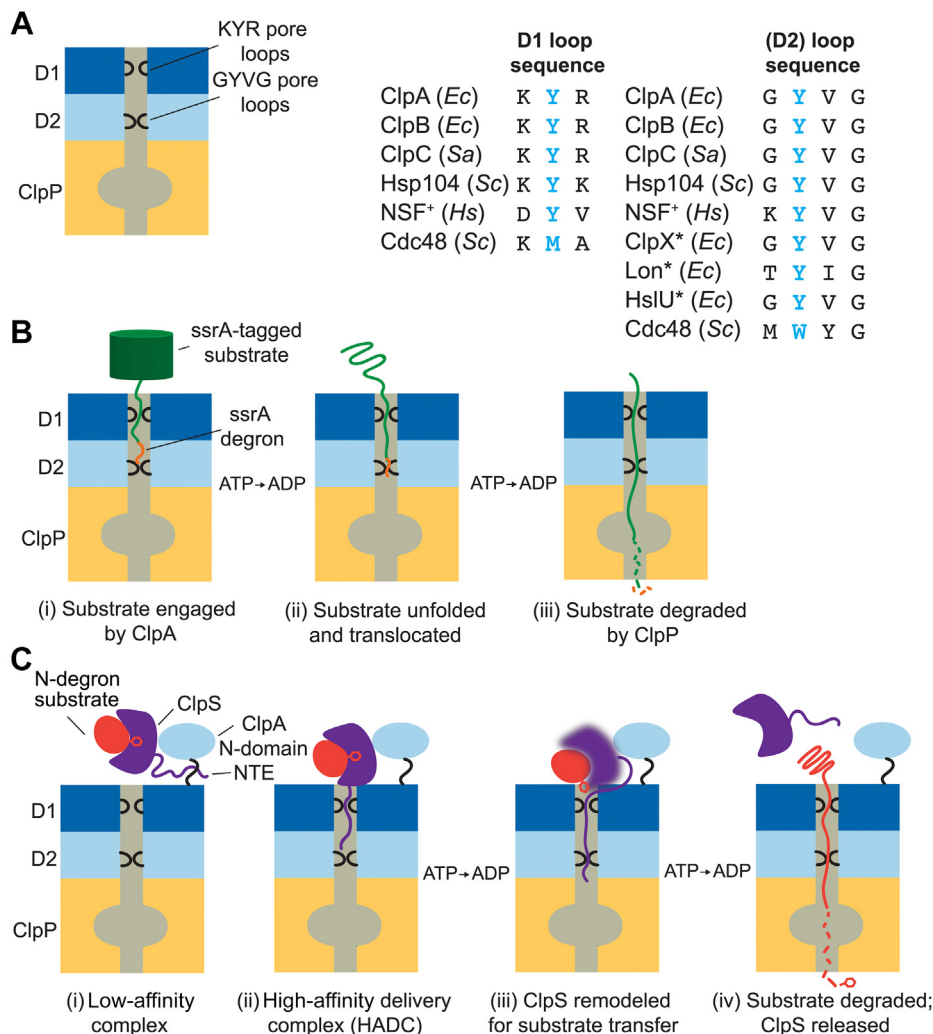 A
KYR pore
loops
D1
GYVG pore
loops
D2
ClpP
D1 loop
sequence
ClpA (Ec) K Y R
ClpB (Ec) K Y R
ClpC (Sa) K Y R
Hsp104 (Sc) K Y K
NSF+ (Hs) D Y V
Cdc48 (Sc) K M A
(D2) loop
sequence
ClpA (Ec) G Y V G
ClpB (Ec) G Y V G
ClpC (Sa) G Y V G
Hsp104 (Sc) G Y V G
NSF+ (Hs) K Y V G
ClpX* (Ec) G Y V G
Lon* (Ec) T Y I G
HslU* (Ec) G Y V G
Cdc48 (Sc) M W Y G
B
ssrA-tagged
substrate
D1
ssrA
degron
D2
ATP→ADP
ATP→ADP
ClpP
(i) Substrate engaged
by ClpA
(ii) Substrate unfolded
and translocated
(iii) Substrate degraded
by ClpP
C
N-degron
substrate
ClpS
ClpA
N-domain
NTE
D1
D2
ATP→ADP
ATP→ADP
ClpP
(i) Low-affinity
complex
(ii) High-affinity delivery
complex (HADC)
(iii) ClpS remodeled
for substrate transfer
(iv) Substrate degraded;
ClpS released